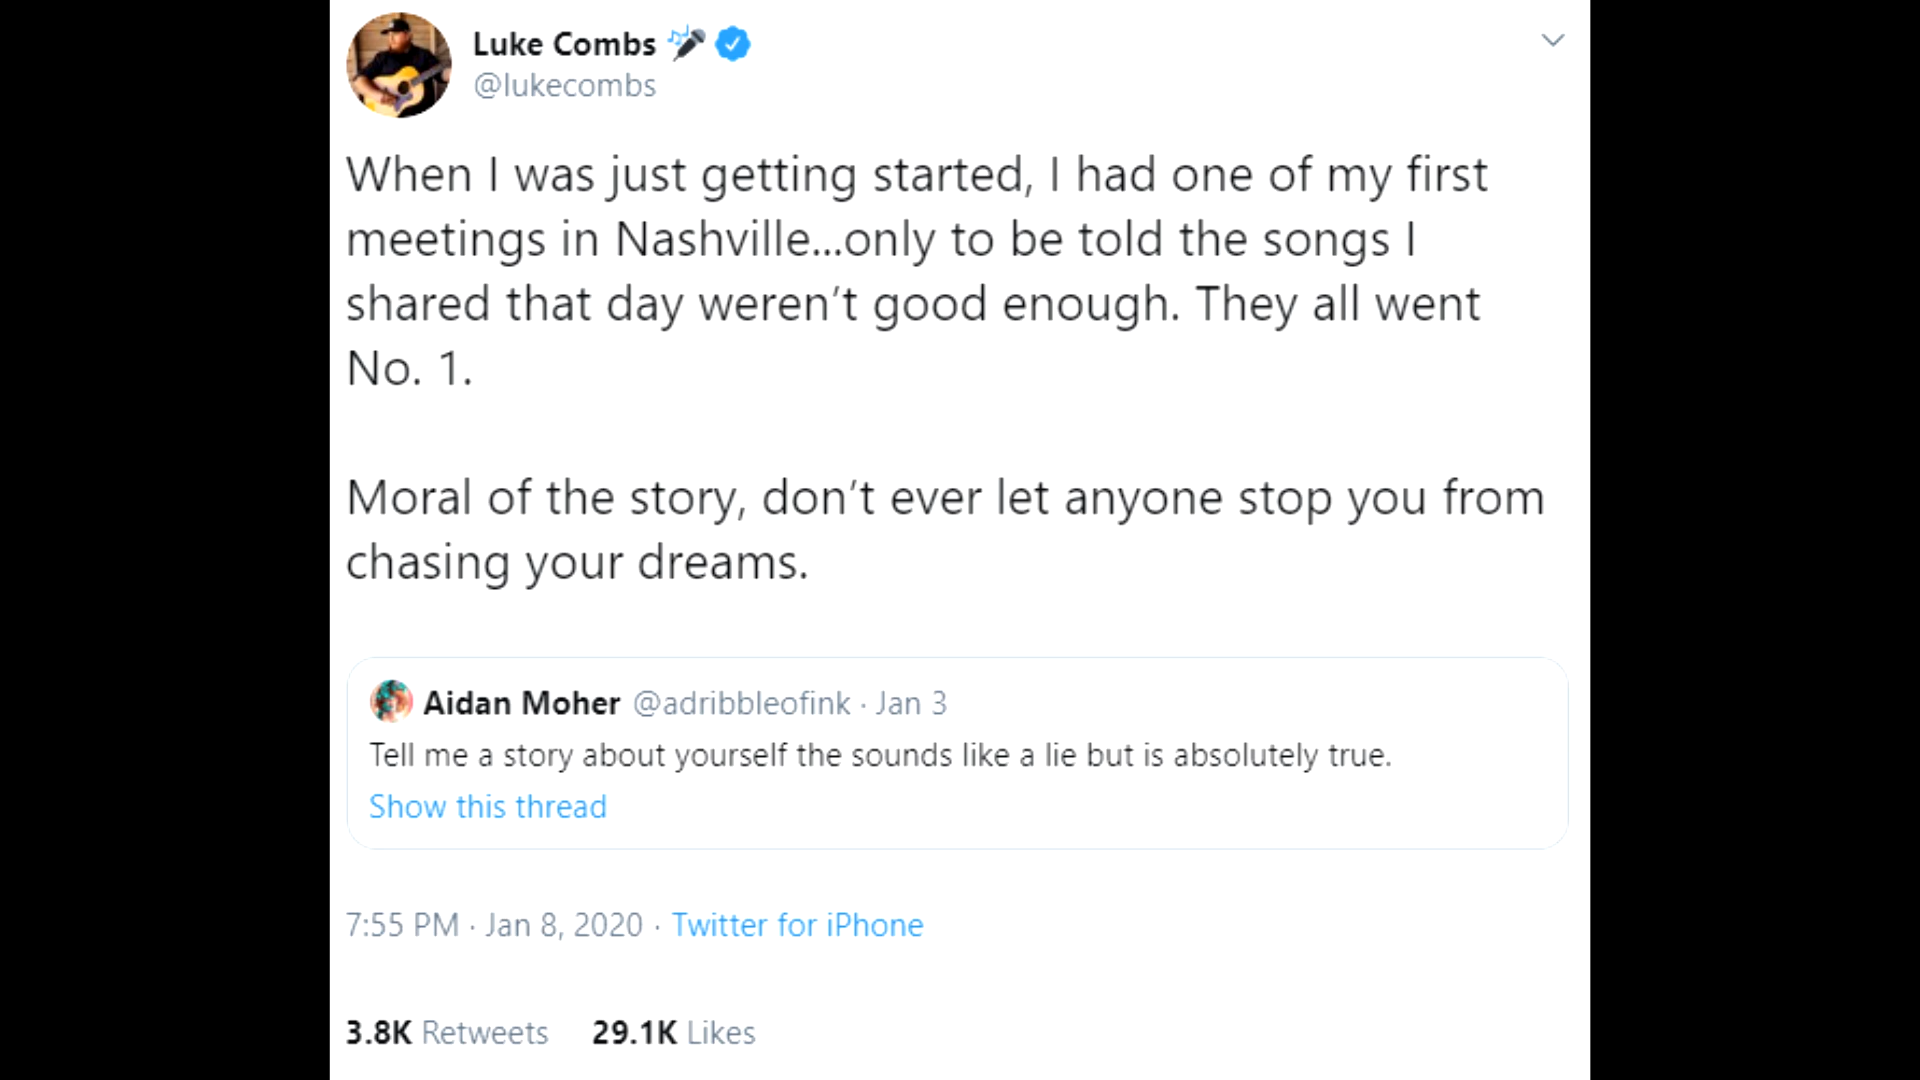 Luke Combs 🎤
@lukecombs
When I was just getting started, I had one of my first
meetings in Nashville...only to be told the songs I
shared that day weren’t good enough. They all went
No. 1.
Moral of the story, don’t ever let anyone stop you from
chasing your dreams.
Aidan Moher @adribbleofink · Jan 3
Tell me a story about yourself the sounds like a lie but is absolutely true.
Show this thread
7:55 PM · Jan 8, 2020 · Twitter for iPhone
3.8K Retweets 29.1K Likes